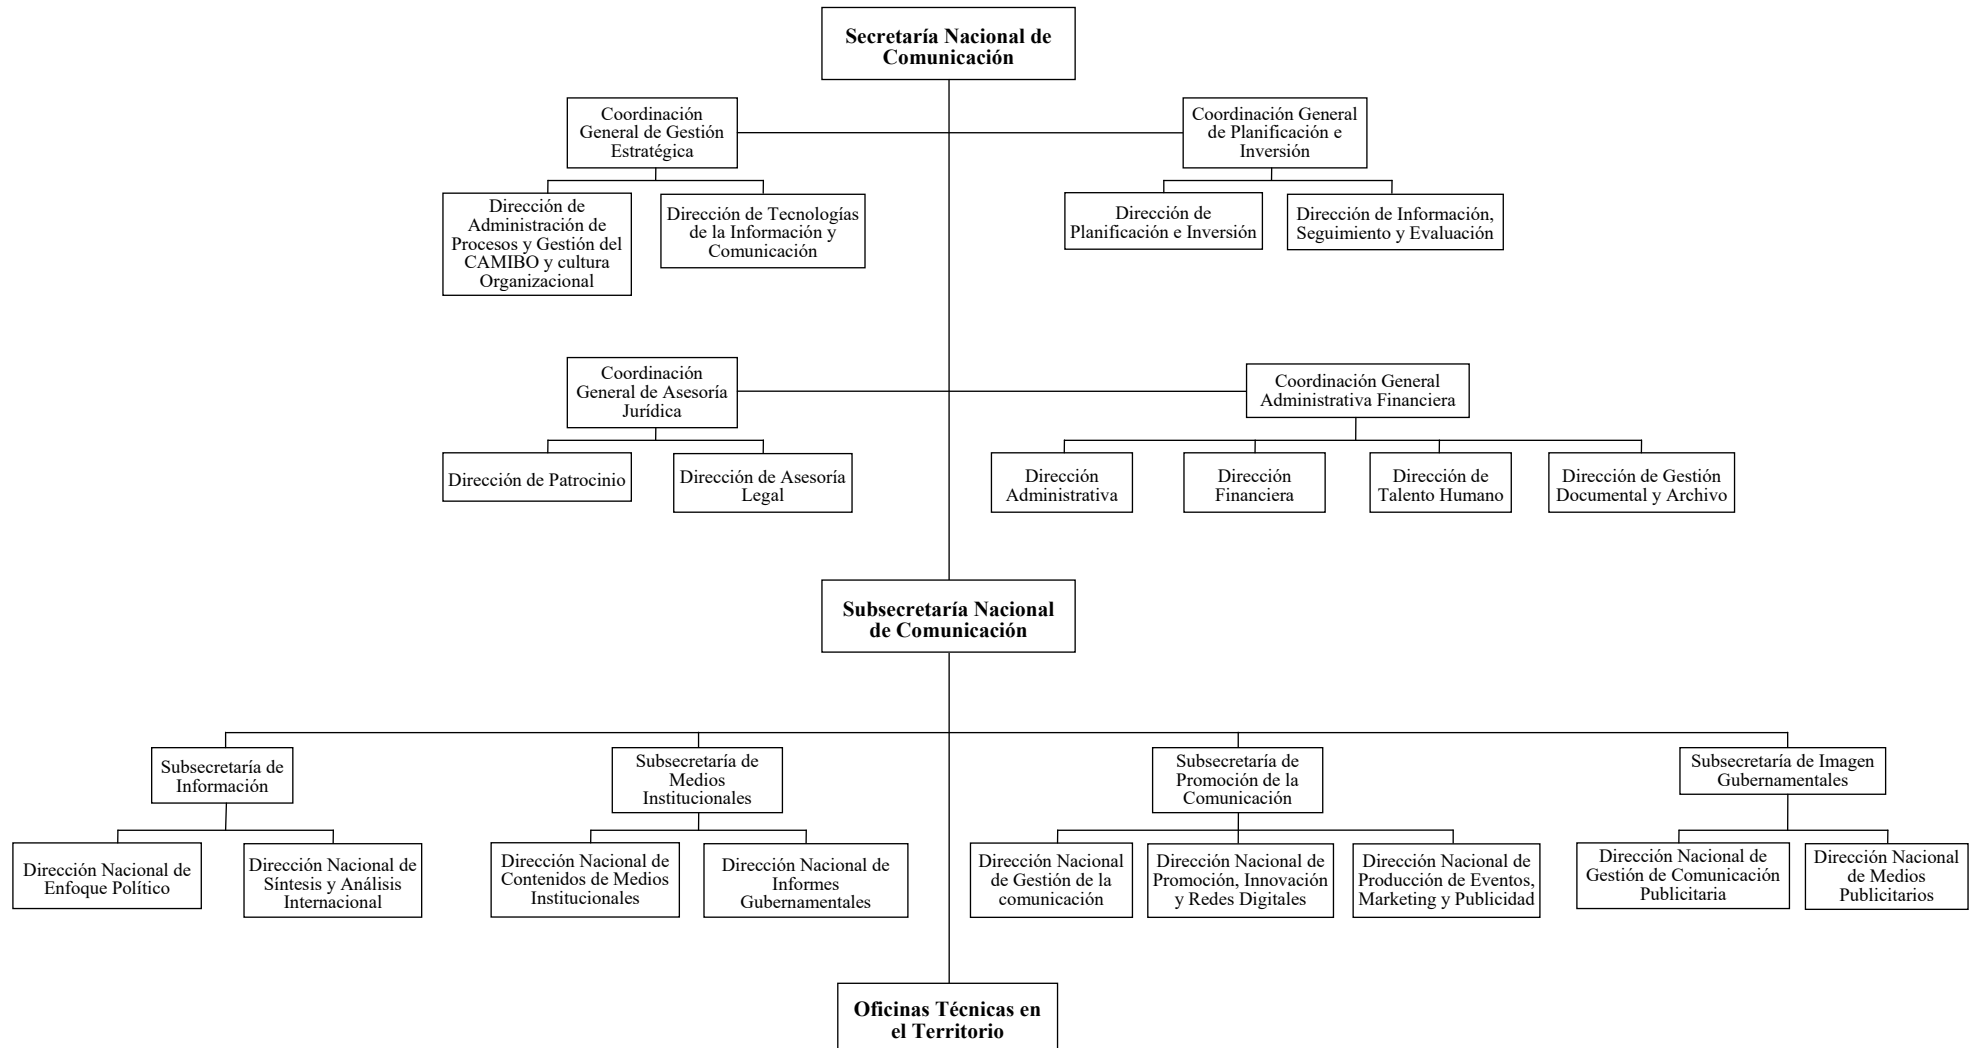 Secretaría Nacional de
Comunicación
Coordinación
General de Gestión
Estratégica
Coordinación General
de Planificación e
Inversión
Dirección de
Administración de
Procesos y Gestión del
CAMIBO y cultura
Organizacional
Dirección de Tecnologías
de la Información y
Comunicación
Dirección de
Planificación e Inversión
Dirección de Información,
Seguimiento y Evaluación
Coordinación
General de Asesoría
Jurídica
Coordinación General
Administrativa Financiera
Dirección de Patrocinio
Dirección de Asesoría
Legal
Dirección
Administrativa
Dirección
Financiera
Dirección de
Talento Humano
Dirección de Gestión
Documental y Archivo
Subsecretaría Nacional
de Comunicación
Subsecretaría de
Información
Subsecretaría de
Medios
Institucionales
Subsecretaría de
Promoción de la
Comunicación
Subsecretaría de Imagen
Gubernamentales
Dirección Nacional de
Enfoque Político
Dirección Nacional de
Síntesis y Análisis
Internacional
Dirección Nacional de
Contenidos de Medios
Institucionales
Dirección Nacional de
Informes
Gubernamentales
Dirección Nacional
de Gestión de la
comunicación
Dirección Nacional de
Promoción, Innovación
y Redes Digitales
Dirección Nacional de
Producción de Eventos,
Marketing y Publicidad
Dirección Nacional de
Gestión de Comunicación
Publicitaria
Dirección Nacional
de Medios
Publicitarios
Oficinas Técnicas en
el Territorio